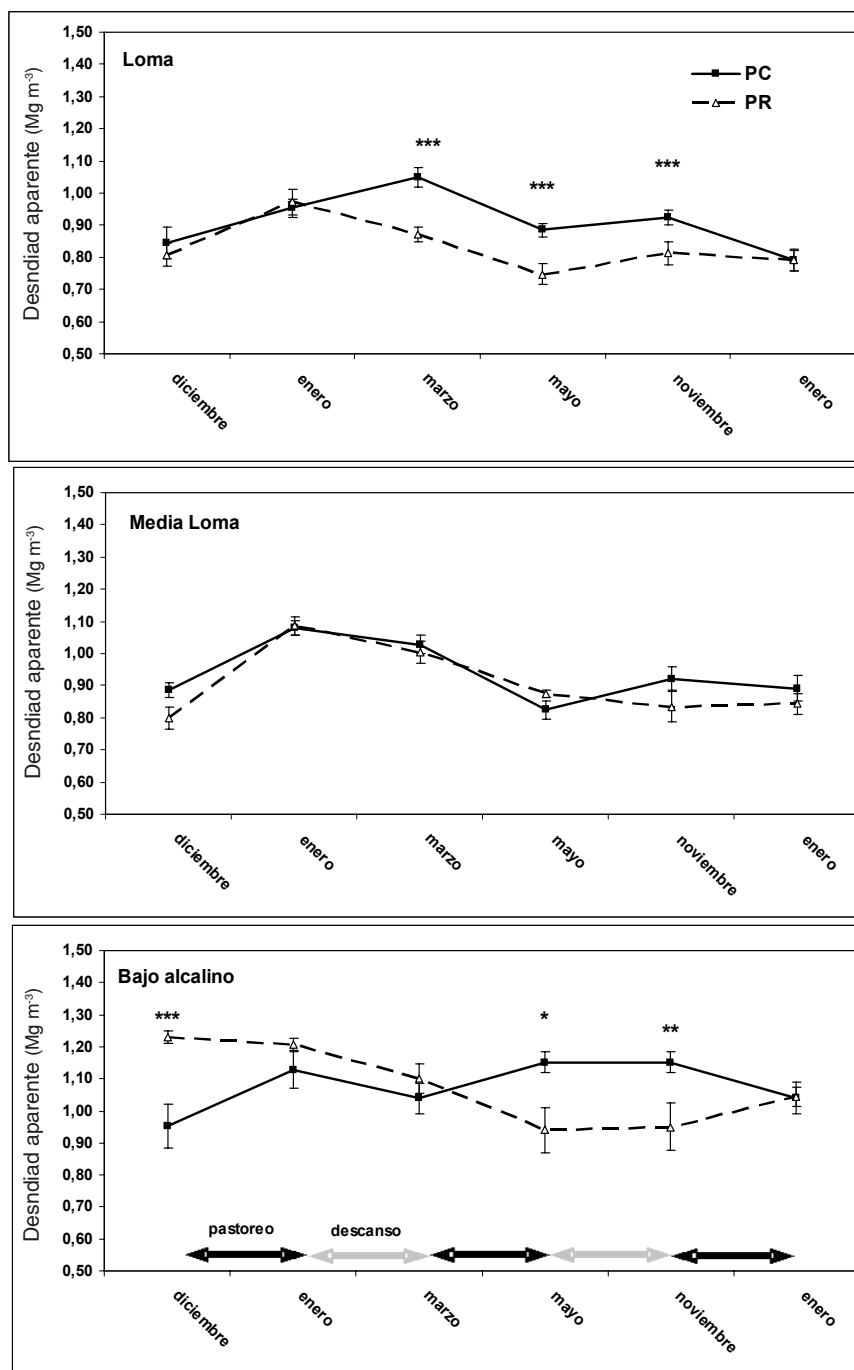 Loma
PC
PR
***
***
***
Desndiad aparente (Mg m-3)
1,50
1,40
1,30
1,20
1,10
1,00
0,90
0,80
0,70
0,60
0,50
diciembre
enero
marzo
mayo
noviembre
enero
Media Loma
Desndiad aparente (Mg m-3)
1,50
1,40
1,30
1,20
1,10
1,00
0,90
0,80
0,70
0,60
0,50
diciembre
enero
marzo
mayo
noviembre
enero
Bajo alcalino
***
*
**
Desndiad aparente (Mg m-3)
1,50
1,40
1,30
1,20
1,10
1,00
0,90
0,80
0,70
0,60
0,50
pastoreo
descanso
diciembre
enero
marzo
mayo
noviembre
enero